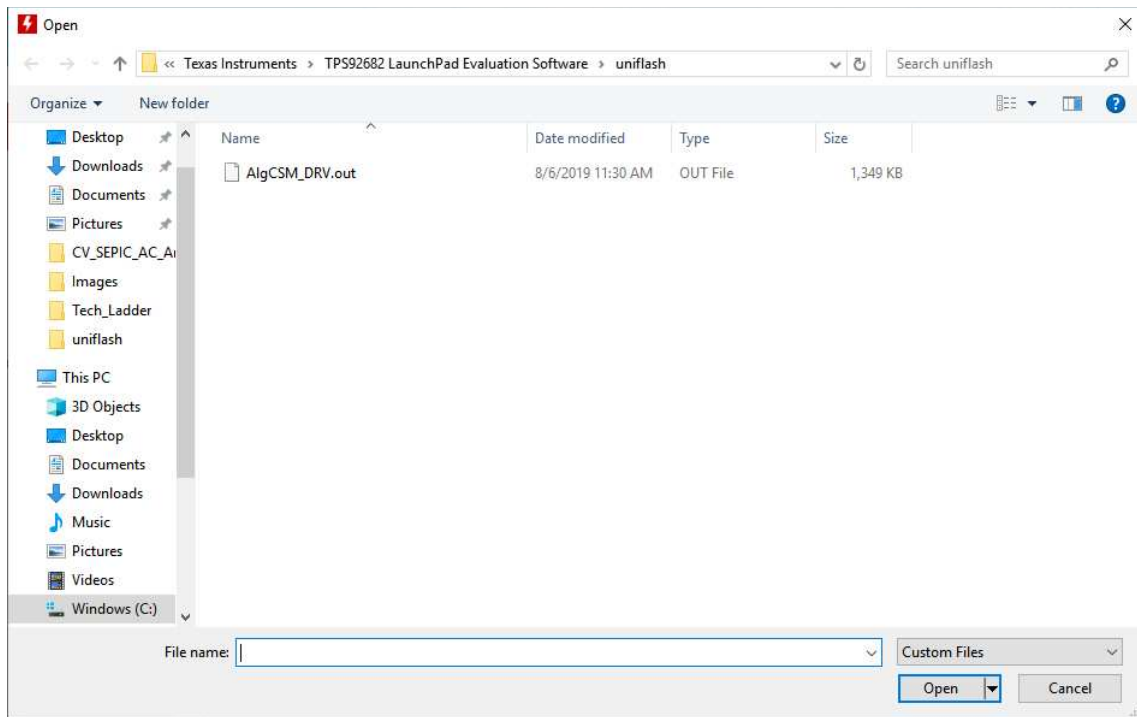 Open
« Texas Instruments › TPS92682 LaunchPad Evaluation Software › uniflash
Search uniflash
Organize
New folder
Name
Date modified
Type
Size
AlgCSM_DRV.out
8/6/2019 11:30 AM
OUT File
1,349 KB
Desktop
Downloads
Documents
Pictures
CV_SEPIC_AC_A
Images
Tech_Ladder
uniflash
This PC
3D Objects
Desktop
Documents
Downloads
Music
Pictures
Videos
Windows (C:)
File name:
Custom Files
Open
Cancel